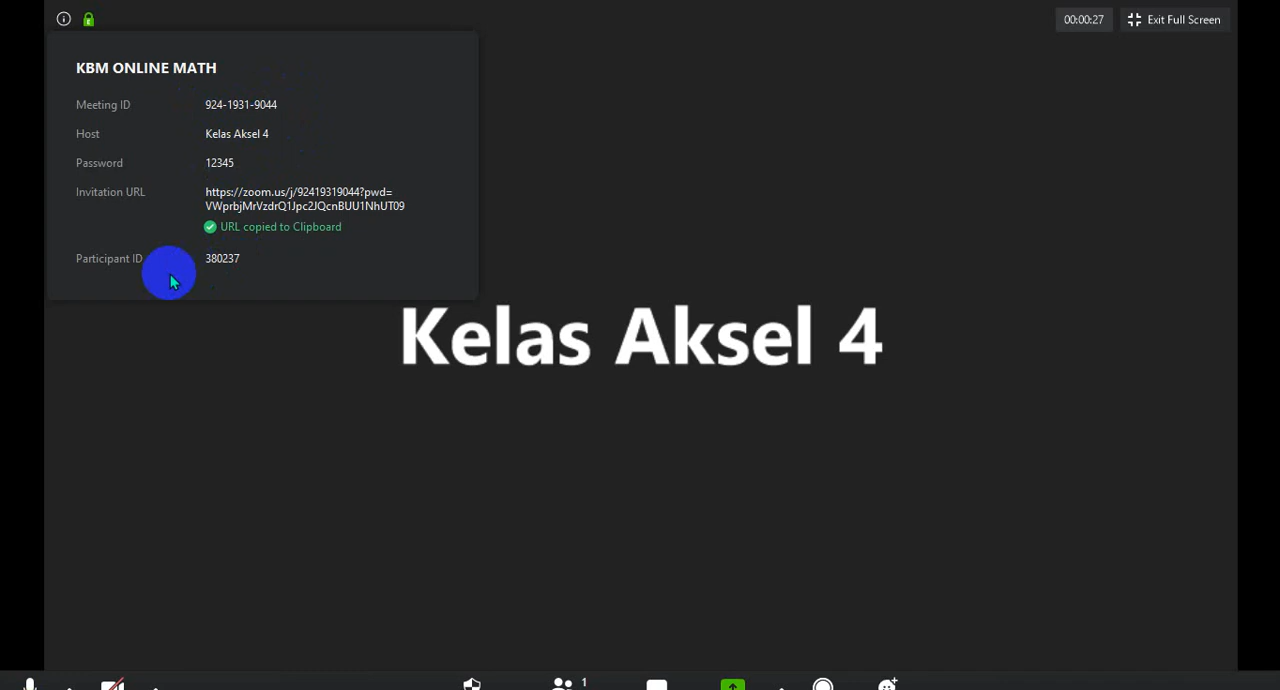 00:00:27 Exit Full Screen
KBM ONLINE MATH
Meeting ID 924-1931-9044
Host Kelas Aksel 4
Password 12345
Invitation URL https://zoom.us/j/92419319044?pwd=
VWprbjMrVzdrQ1Jpc2JQcnBUU1NhUT09
URL copied to Clipboard
Participant ID 380237
Kelas Aksel 4
1